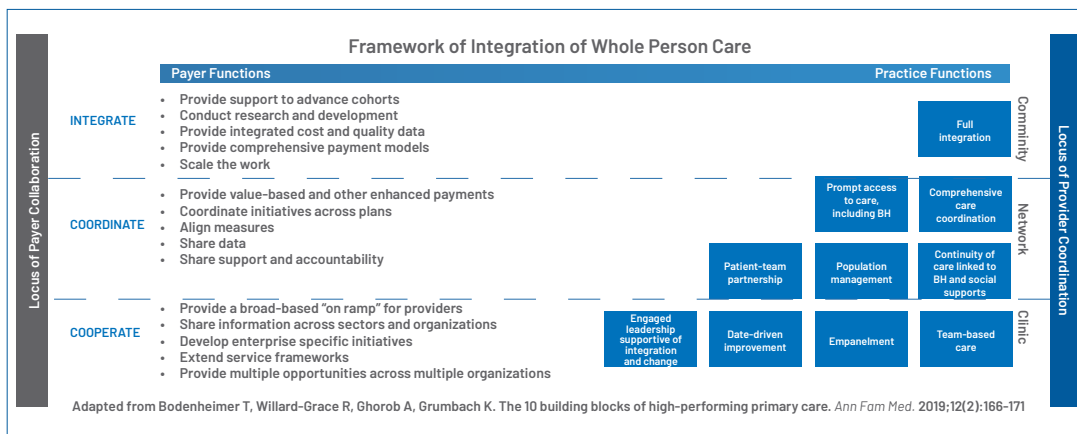 Framework of Integration of Whole Person Care
Payer Functions
Practice Functions
Locus of Payer Collaboration
INTEGRATE
• Provide support to advance cohorts
• Conduct research and development
• Provide integrated cost and quality data
• Provide comprehensive payment models
• Scale the work
Full
integration
Comminity
Locus of Provider Coordination
COORDINATE
• Provide value-based and other enhanced payments
• Coordinate initiatives across plans
• Align measures
• Share data
• Share support and accountability
Prompt access
to care,
including BH
Comprehensive
care
coordination
Patient-team
partnership
Population
management
Continuity of
care linked to
BH and social
supports
Network
COOPERATE
• Provide a broad-based “on ramp” for providers
• Share information across sectors and organizations
• Develop enterprise specific initiatives
• Extend service frameworks
• Provide multiple opportunities across multiple organizations
Engaged
leadership
supportive of
integration
and change
Date-driven
improvement
Empanelment
Team-based
care
Clinic
Adapted from Bodenheimer T, Willard-Grace R, Ghorob A, Grumbach K. The 10 building blocks of high-performing primary care. Ann Fam Med. 2019;12(2):166-171